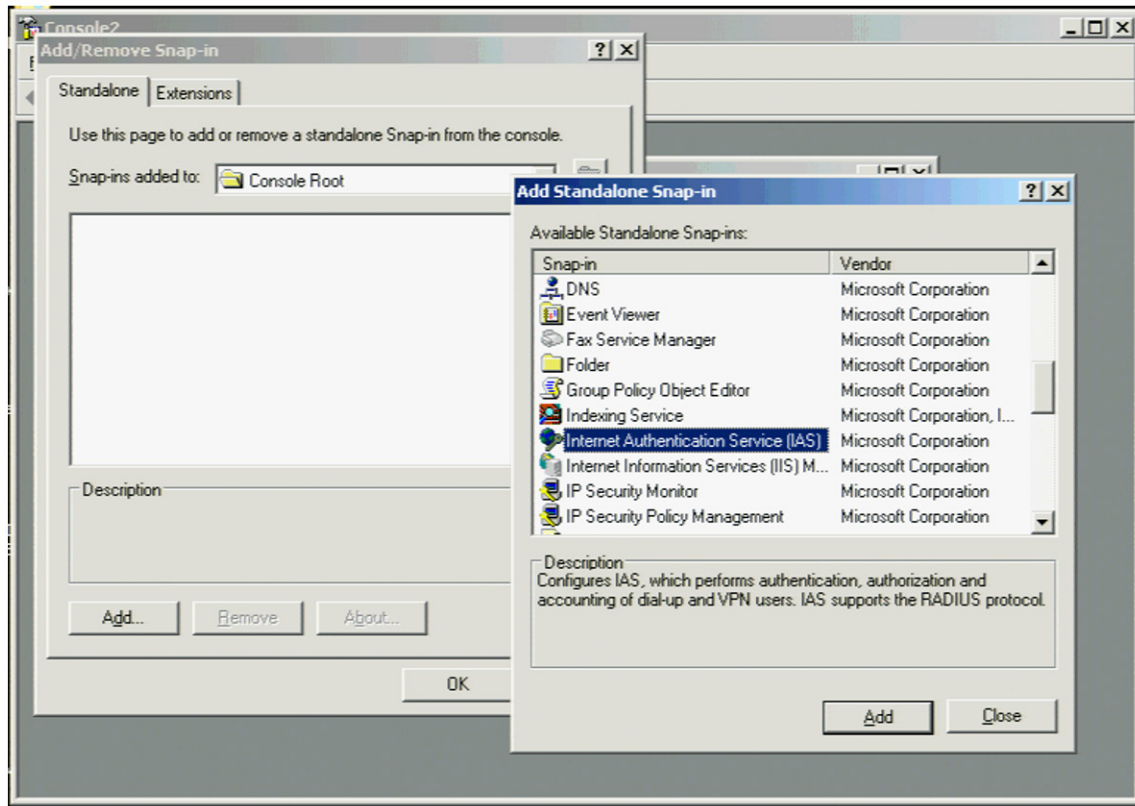 Console2
Add/Remove Snap-in
Standalone
Extensions
Use this page to add or remove a standalone Snap-in from the console.
Snap-ins added to:
Console Root
Description
Add...
Remove
About...
OK
Add Standalone Snap-in
Available Standalone Snap-ins:
Snap-in Vendor
DNS Microsoft Corporation
Event Viewer Microsoft Corporation
Fax Service Manager Microsoft Corporation
Folder Microsoft Corporation
Group Policy Object Editor Microsoft Corporation
Indexing Service Microsoft Corporation, I...
Internet Authentication Service (IAS) Microsoft Corporation
Internet Information Services (IIS) M... Microsoft Corporation
IP Security Monitor Microsoft Corporation
IP Security Policy Management Microsoft Corporation
Description
Configures IAS, which performs authentication, authorization and
accounting of dial-up and VPN users. IAS supports the RADIUS protocol.
Add
Close